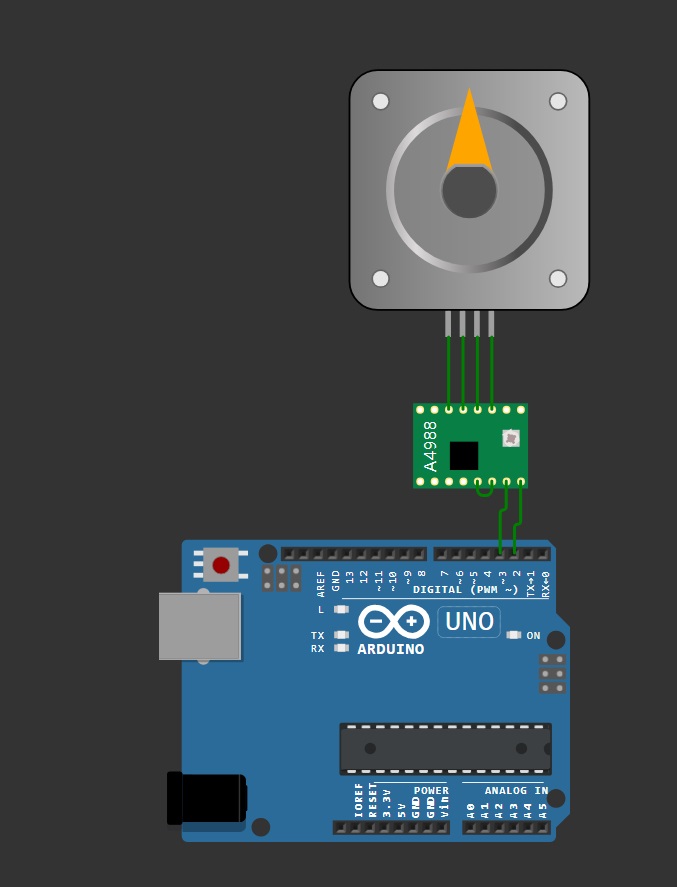 A4988
AREF
GND
13
12
~11
~10
~9
8
7
~6
~5
4
~3
2
TX→1
RX←0
DIGITAL (PWM ~)
L
TX
RX
UNO
ON
ARDUINO
POWER
ANALOG IN
IOREF
RESET
3.3V
5V
GND
GND
Vin
A0
A1
A2
A3
A4
A5